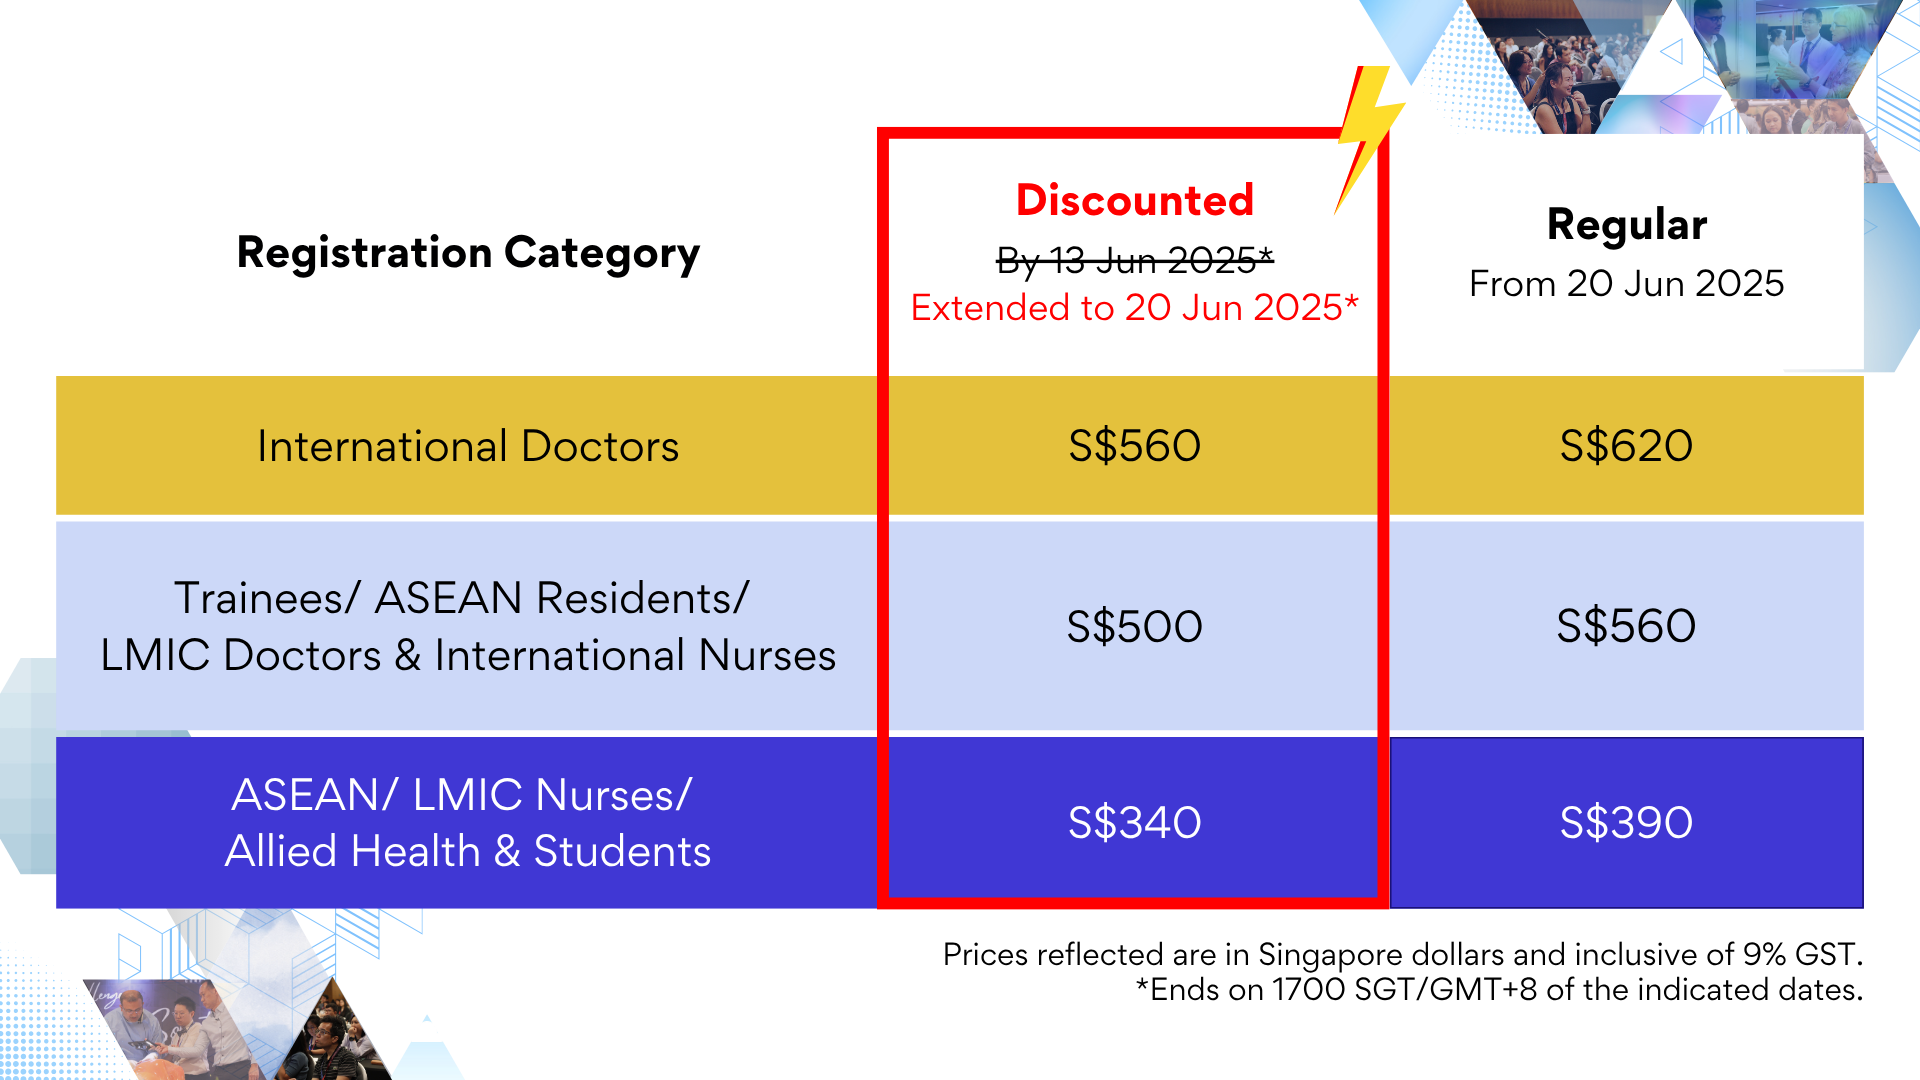 Registration Category
Discounted
By 13 Jun 2025*
Extended to 20 Jun 2025*
Regular
From 20 Jun 2025
International Doctors
S$560
S$620
Trainees/ ASEAN Residents/
LMIC Doctors & International Nurses
S$500
S$560
ASEAN/ LMIC Nurses/
Allied Health & Students
S$340
S$390
Prices reflected are in Singapore dollars and inclusive of 9% GST.
*Ends on 1700 SGT/GMT+8 of the indicated dates.